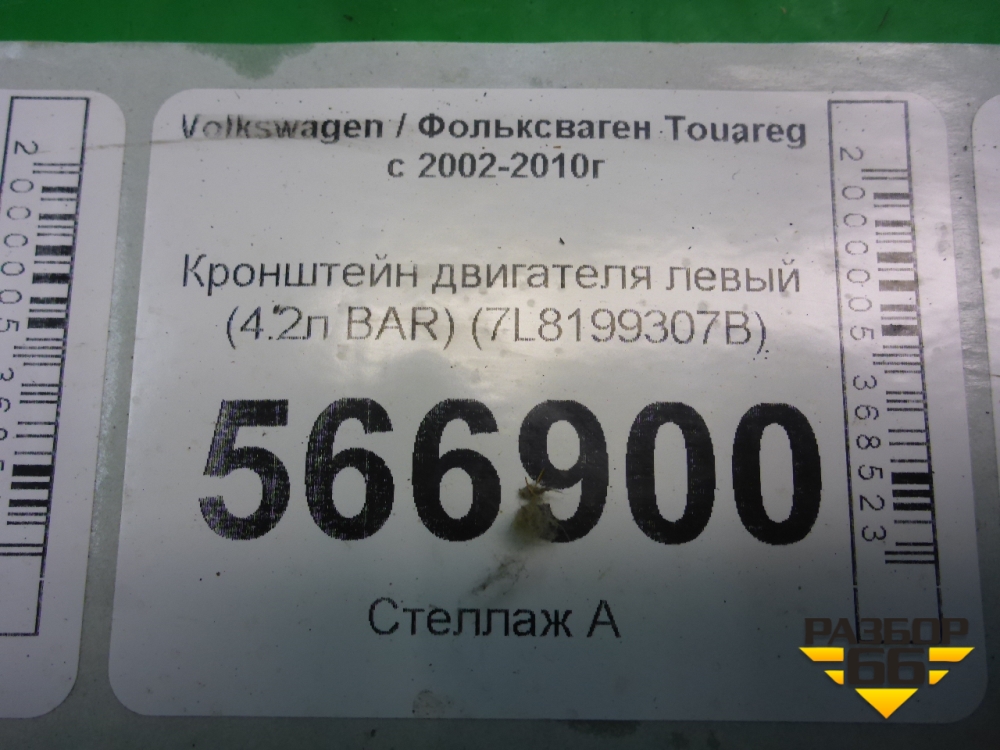 Volkswagen / Фольксваген Touareg
с 2002-2010г
Кронштейн двигателя левый
(4.2л BAR) (7L8199307B)
566900
Стеллаж А
2000005368523
РАЗБОР
66